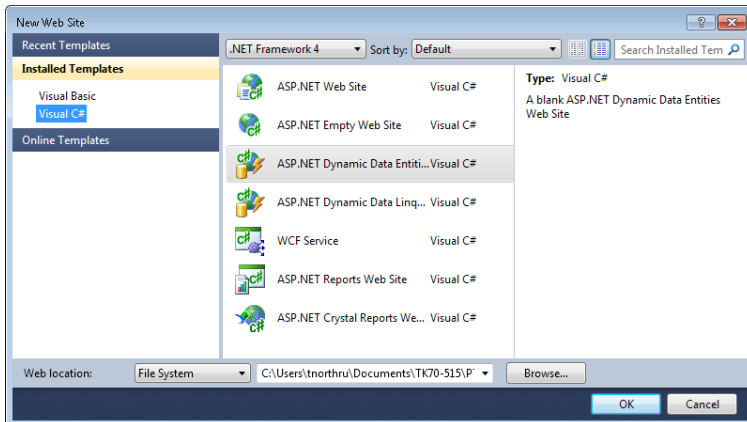 New Web Site
Recent Templates
Installed Templates
Visual Basic
Visual C#
Online Templates
.NET Framework 4 Sort by: Default Search Installed Tem
ASP.NET Web Site Visual C#
ASP.NET Empty Web Site Visual C#
ASP.NET Dynamic Data Entiti... Visual C#
ASP.NET Dynamic Data Linq... Visual C#
WCF Service Visual C#
ASP.NET Reports Web Site Visual C#
ASP.NET Crystal Reports We... Visual C#
Type: Visual C#
A blank ASP.NET Dynamic Data Entities
Web Site
Web location: File System C:\Users\tnorthru\Documents\TK70-515\P Browse...
OK Cancel